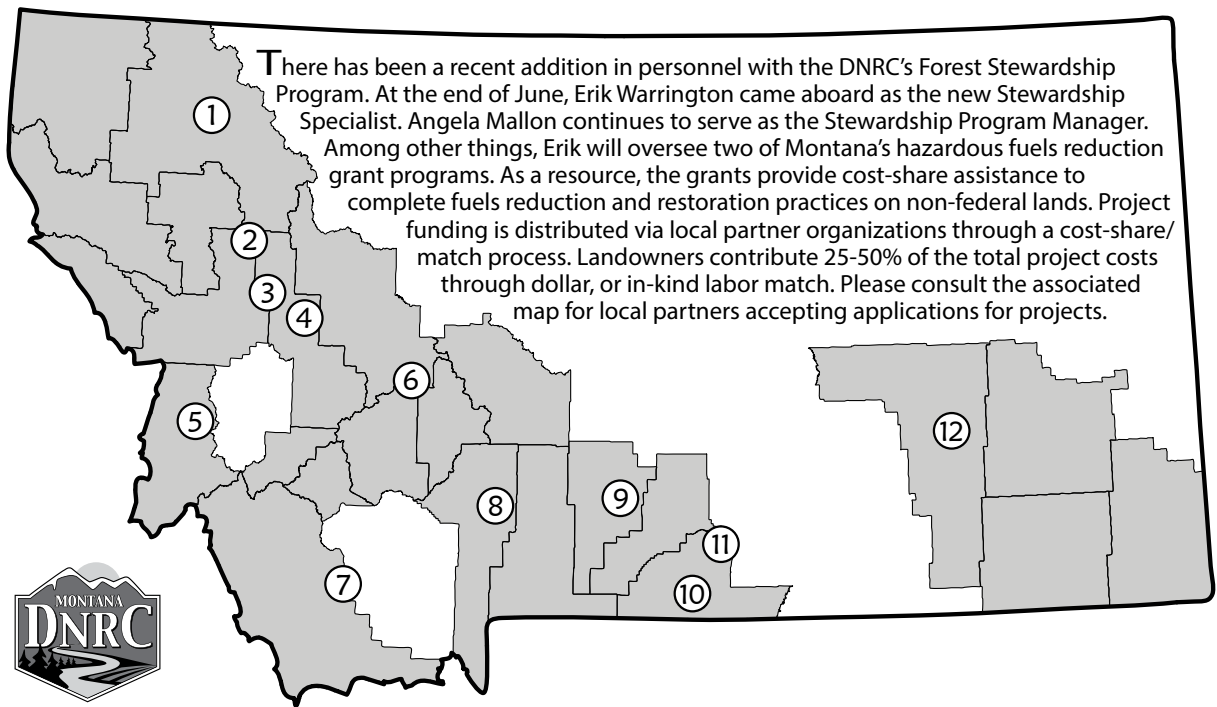 There has been a recent addition in personnel with the DNRC's Forest Stewardship
Program. At the end of June, Erik Warrington came aboard as the new Stewardship
Specialist. Angela Mallon continues to serve as the Stewardship Program Manager.
Among other things, Erik will oversee two of Montana's hazardous fuels reduction
grant programs. As a resource, the grants provide cost-share assistance to
complete fuels reduction and restoration practices on non-federal lands. Project
funding is distributed via local partner organizations through a cost-share/
match process. Landowners contribute 25-50% of the total project costs
through dollar, or in-kind labor match. Please consult the associated
map for local partners accepting applications for projects.
1
2
3
4
5
6
7
8
9
10
11
12
MONTANA
DNRC